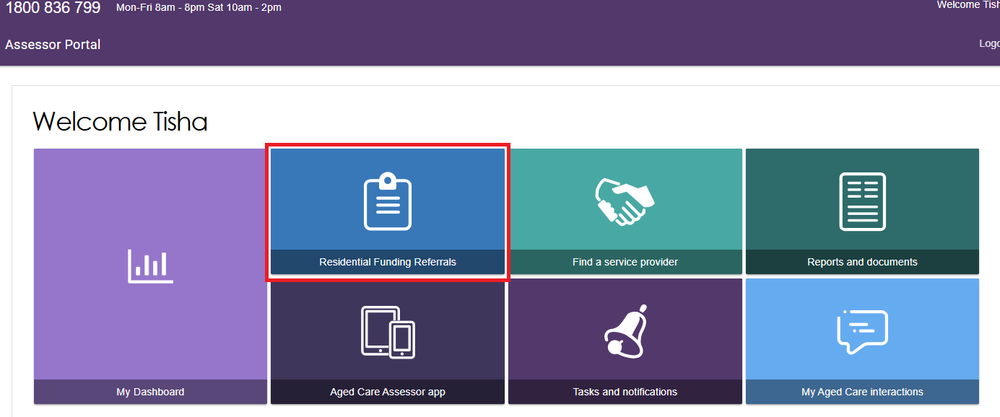 1800 836 799 Mon-Fri 8am - 8pm Sat 10am - 2pm
Welcome Tish
Assessor Portal
Logo
Welcome Tisha
Residential Funding Referrals
Find a service provider
Reports and documents
My Dashboard
Aged Care Assessor app
Tasks and notifications
My Aged Care interactions